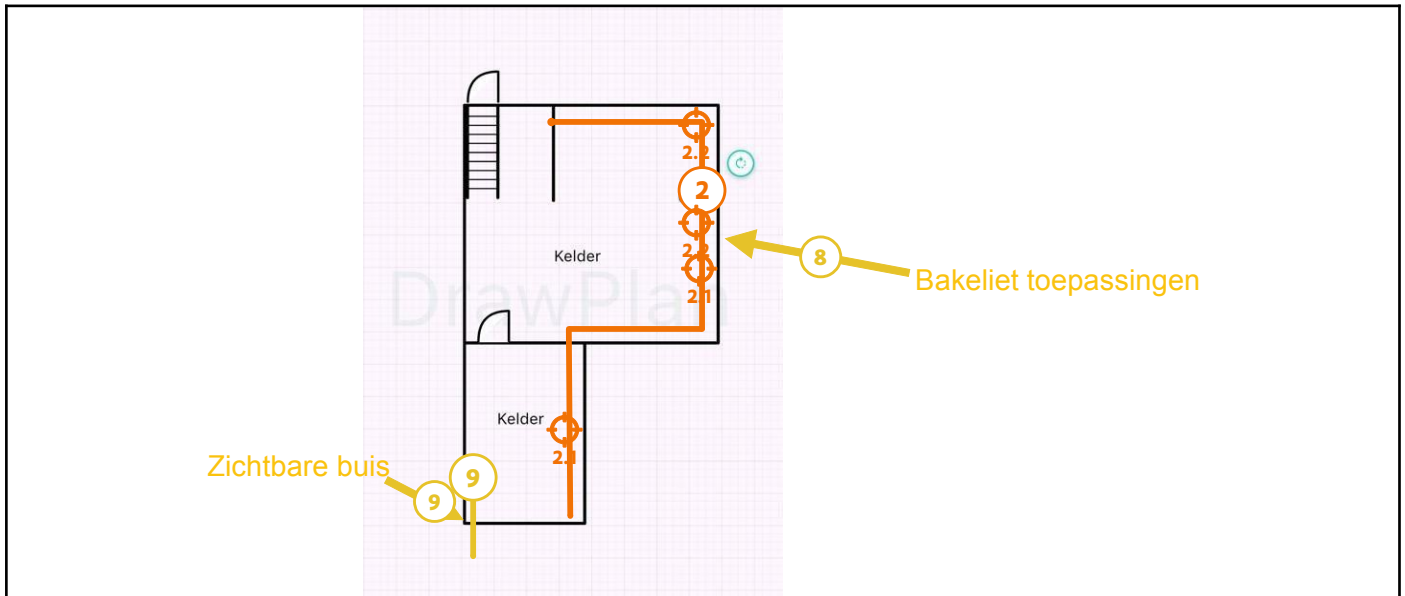 2.2
2
2.2
Kelder
8
Bakeliet toepassingen
2.1
DrawPlan
Kelder
2.1
Zichtbare buis
9
9